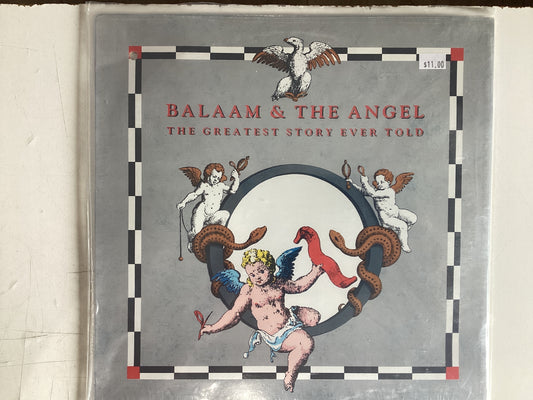 $11.00
BALAAM & THE ANGEL
THE GREATEST STORY EVER TOLD